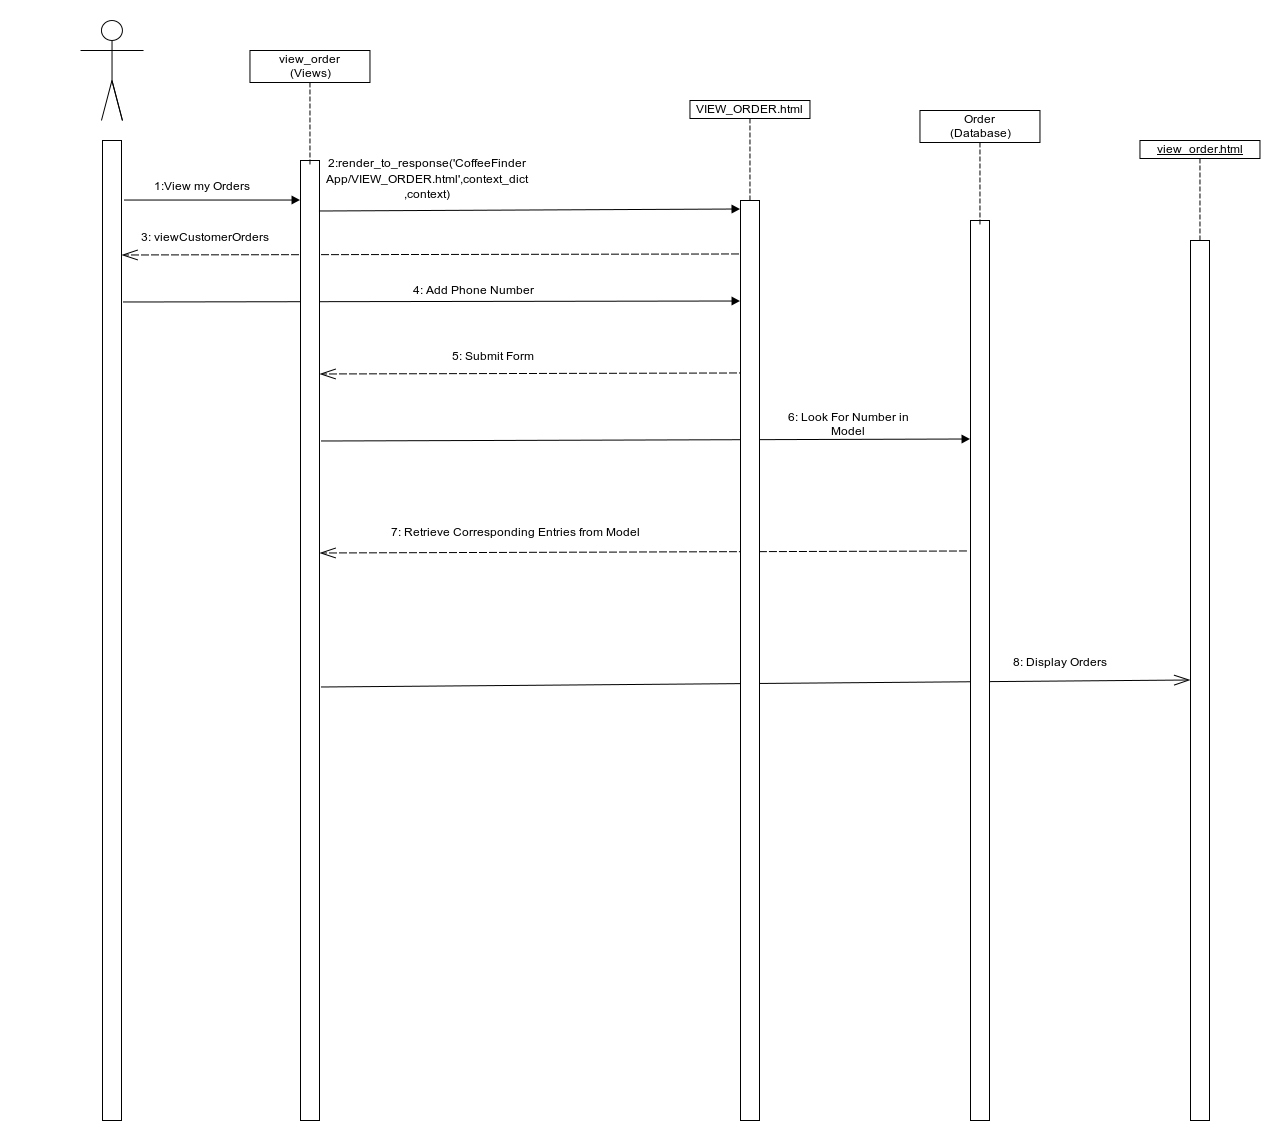 view_order
(Views)
VIEW_ORDER.html
Order
(Database)
view_order.html
2:render_to_response('CoffeeFinder
App/VIEW_ORDER.html',context_dict
,context)
1:View my Orders
3: viewCustomerOrders
4: Add Phone Number
5: Submit Form
6: Look For Number in
Model
7: Retrieve Corresponding Entries from Model
8: Display Orders